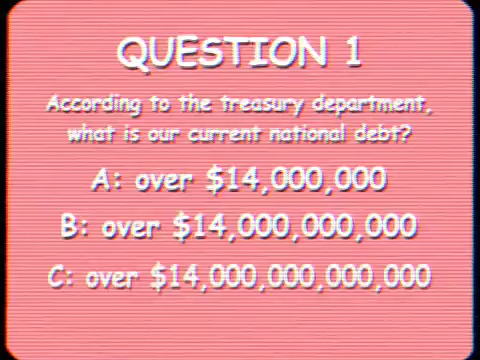 QUESTION 1
According to the treasury department,
what is our current national debt?
A: over $14,000,000
B: over $14,000,000,000
C: over $14,000,000,000,000